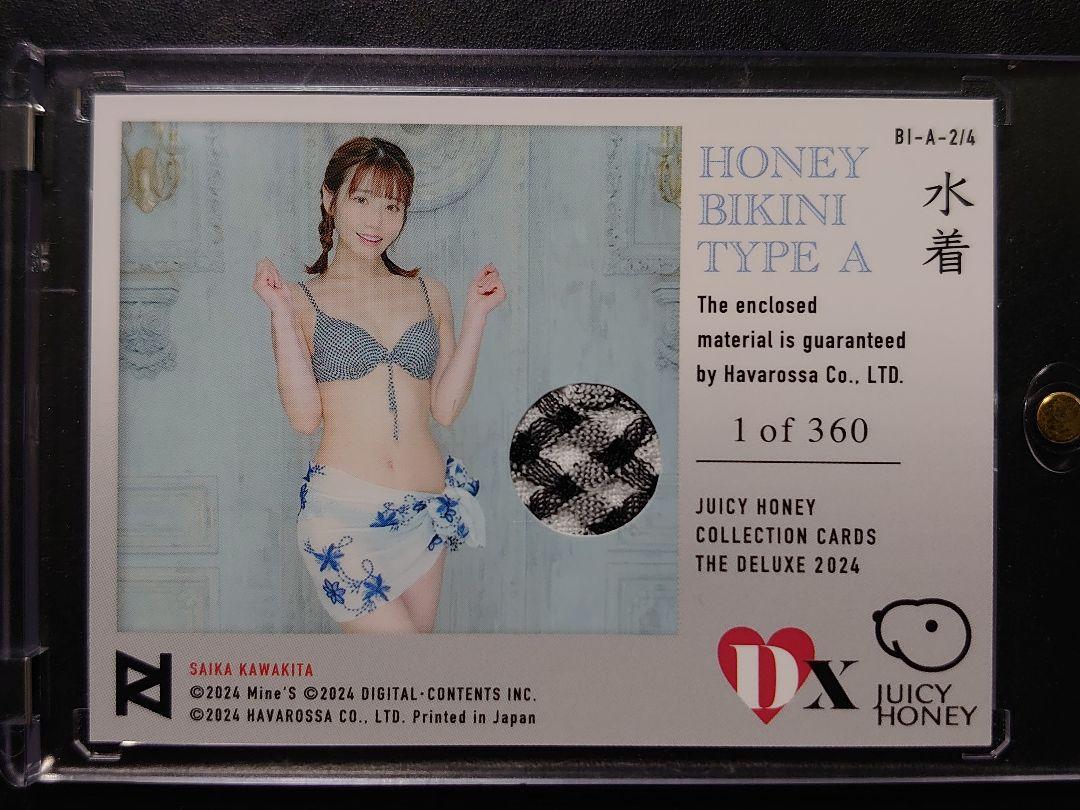 BI-A-2/4
HONEY
BIKINI
TYPE A
水
着
The enclosed
material is guaranteed
by Havarossa Co., LTD.
1 of 360
JUICY HONEY
COLLECTION CARDS
THE DELUXE 2024
DX
JUICY
HONEY
SAIKA KAWAKITA
©2024 Mine'S ©2024 DIGITAL·CONTENTS INC.
©2024 HAVAROSSA CO., LTD. Printed in Japan